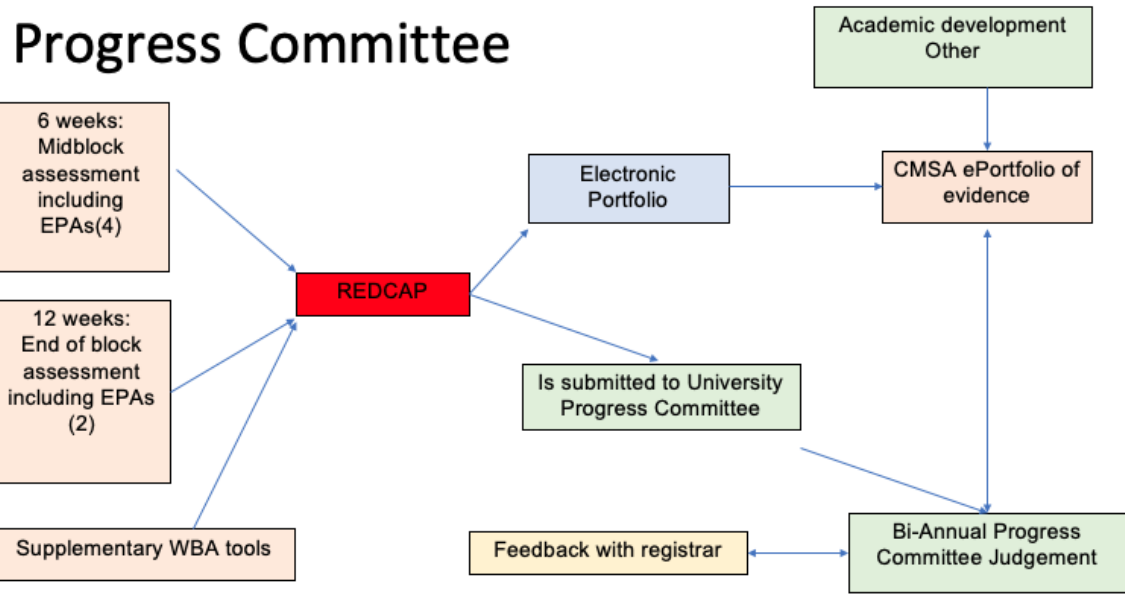 Progress Committee
Academic development
Other
6 weeks:
Midblock
assessment
including
EPAs(4)
Electronic
Portfolio
CMSA ePortfolio of
evidence
REDCAP
12 weeks:
End of block
assessment
including EPAs
(2)
Is submitted to University
Progress Committee
Supplementary WBA tools
Feedback with registrar
Bi-Annual Progress
Committee Judgement